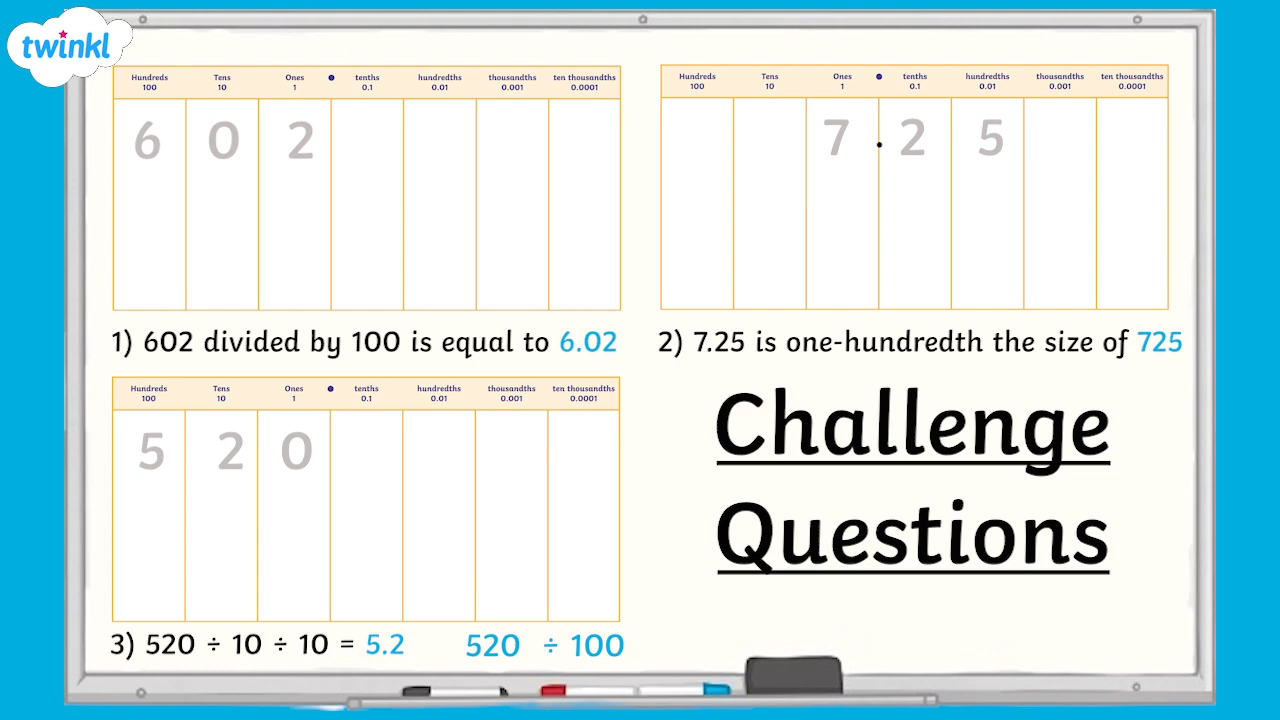 twinkl
Hundreds Tens Ones tenths hundredths thousandths ten thousandths
100 10 1 0.1 0.01 0.001 0.0001
6 0 2
1) 602 divided by 100 is equal to 6.02
Hundreds Tens Ones tenths hundredths thousandths ten thousandths
100 10 1 0.1 0.01 0.001 0.0001
7 . 2 5
2) 7.25 is one-hundredth the size of 725
Hundreds Tens Ones tenths hundredths thousandths ten thousandths
100 10 1 0.1 0.01 0.001 0.0001
5 2 0
3) 520 ÷ 10 ÷ 10 = 5.2 520 ÷ 100
Challenge
Questions